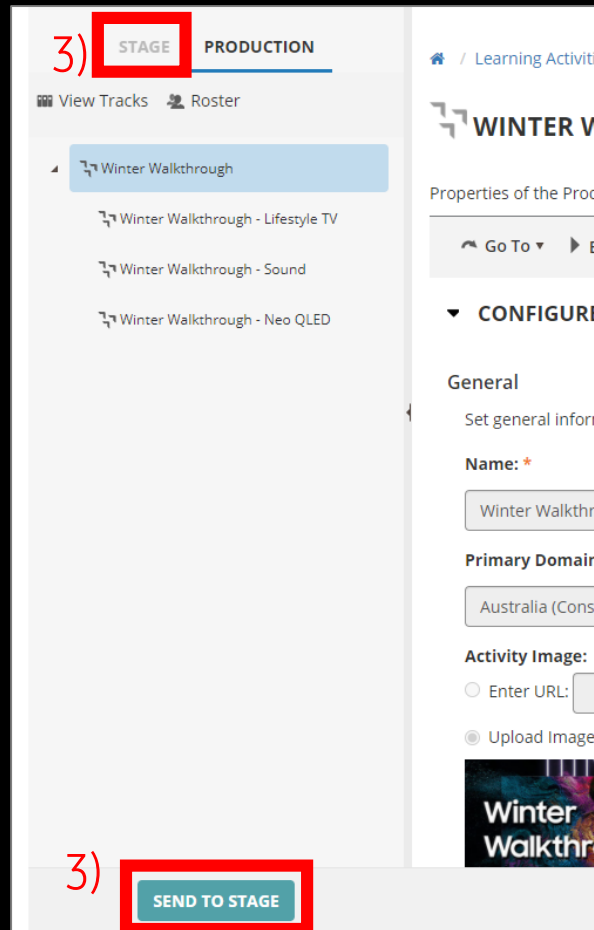 3) STAGE PRODUCTION
View Tracks Roster
Winter Walkthrough
Winter Walkthrough - Lifestyle TV
Winter Walkthrough - Sound
Winter Walkthrough - Neo QLED
3)
SEND TO STAGE
/ Learning Activiti
WINTER W
Properties of the Prod
Go To ▾ E
CONFIGURE
General
Set general inform
Name: *
Winter Walkthr
Primary Domain
Australia (Cons
Activity Image:
Enter URL:
Upload Image
Winter
Walkthr